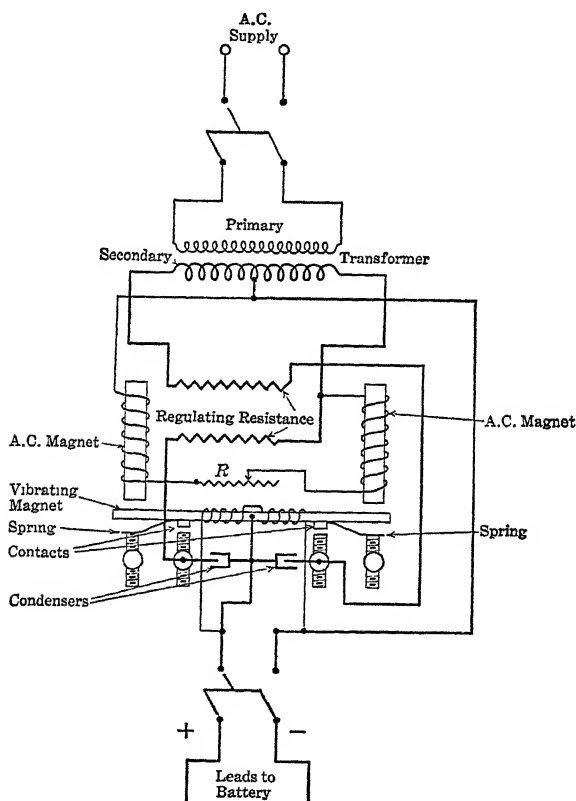 A.C.
Supply
Primary
Secondary
Transformer
Regulating Resistance
A.C. Magnet
A.C. Magnet
R
Vibrating
Magnet
Spring
Spring
Contacts
Condensers
+
−
Leads to
Battery